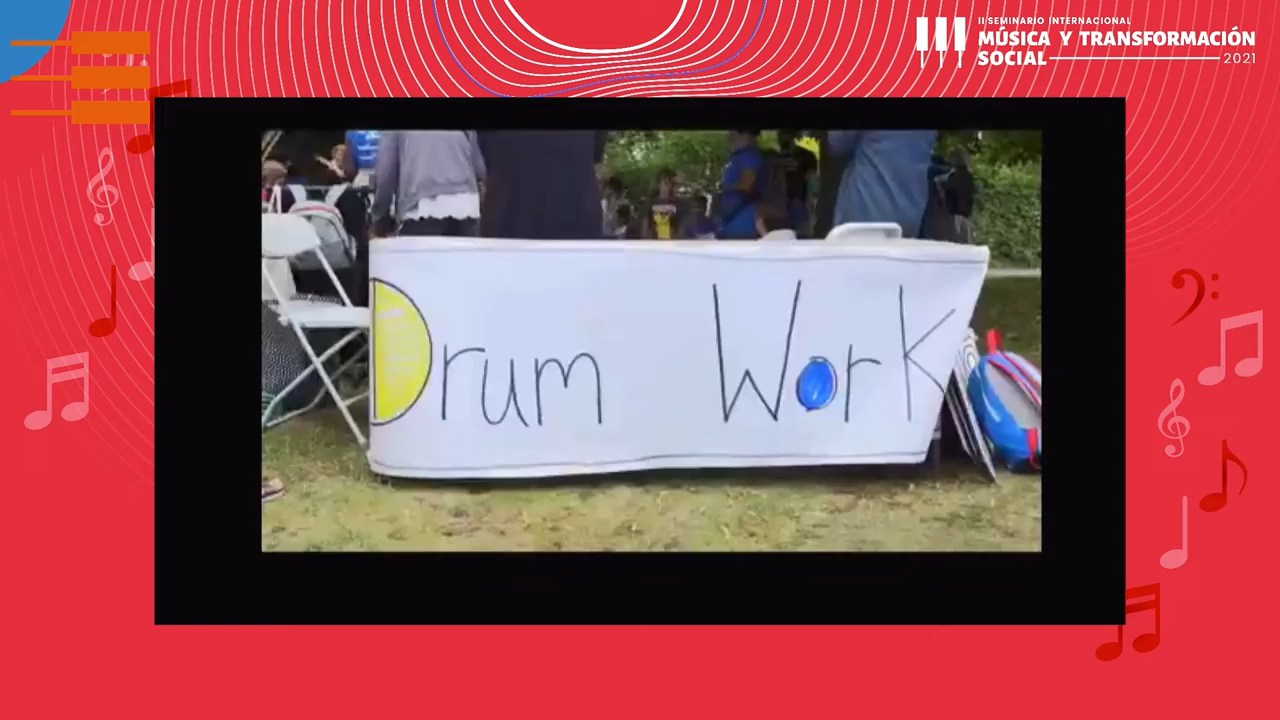 II SEMINARIO INTERNACIONAL
MÚSICA Y TRANSFORMACIÓN
SOCIAL 2021
Drum Work